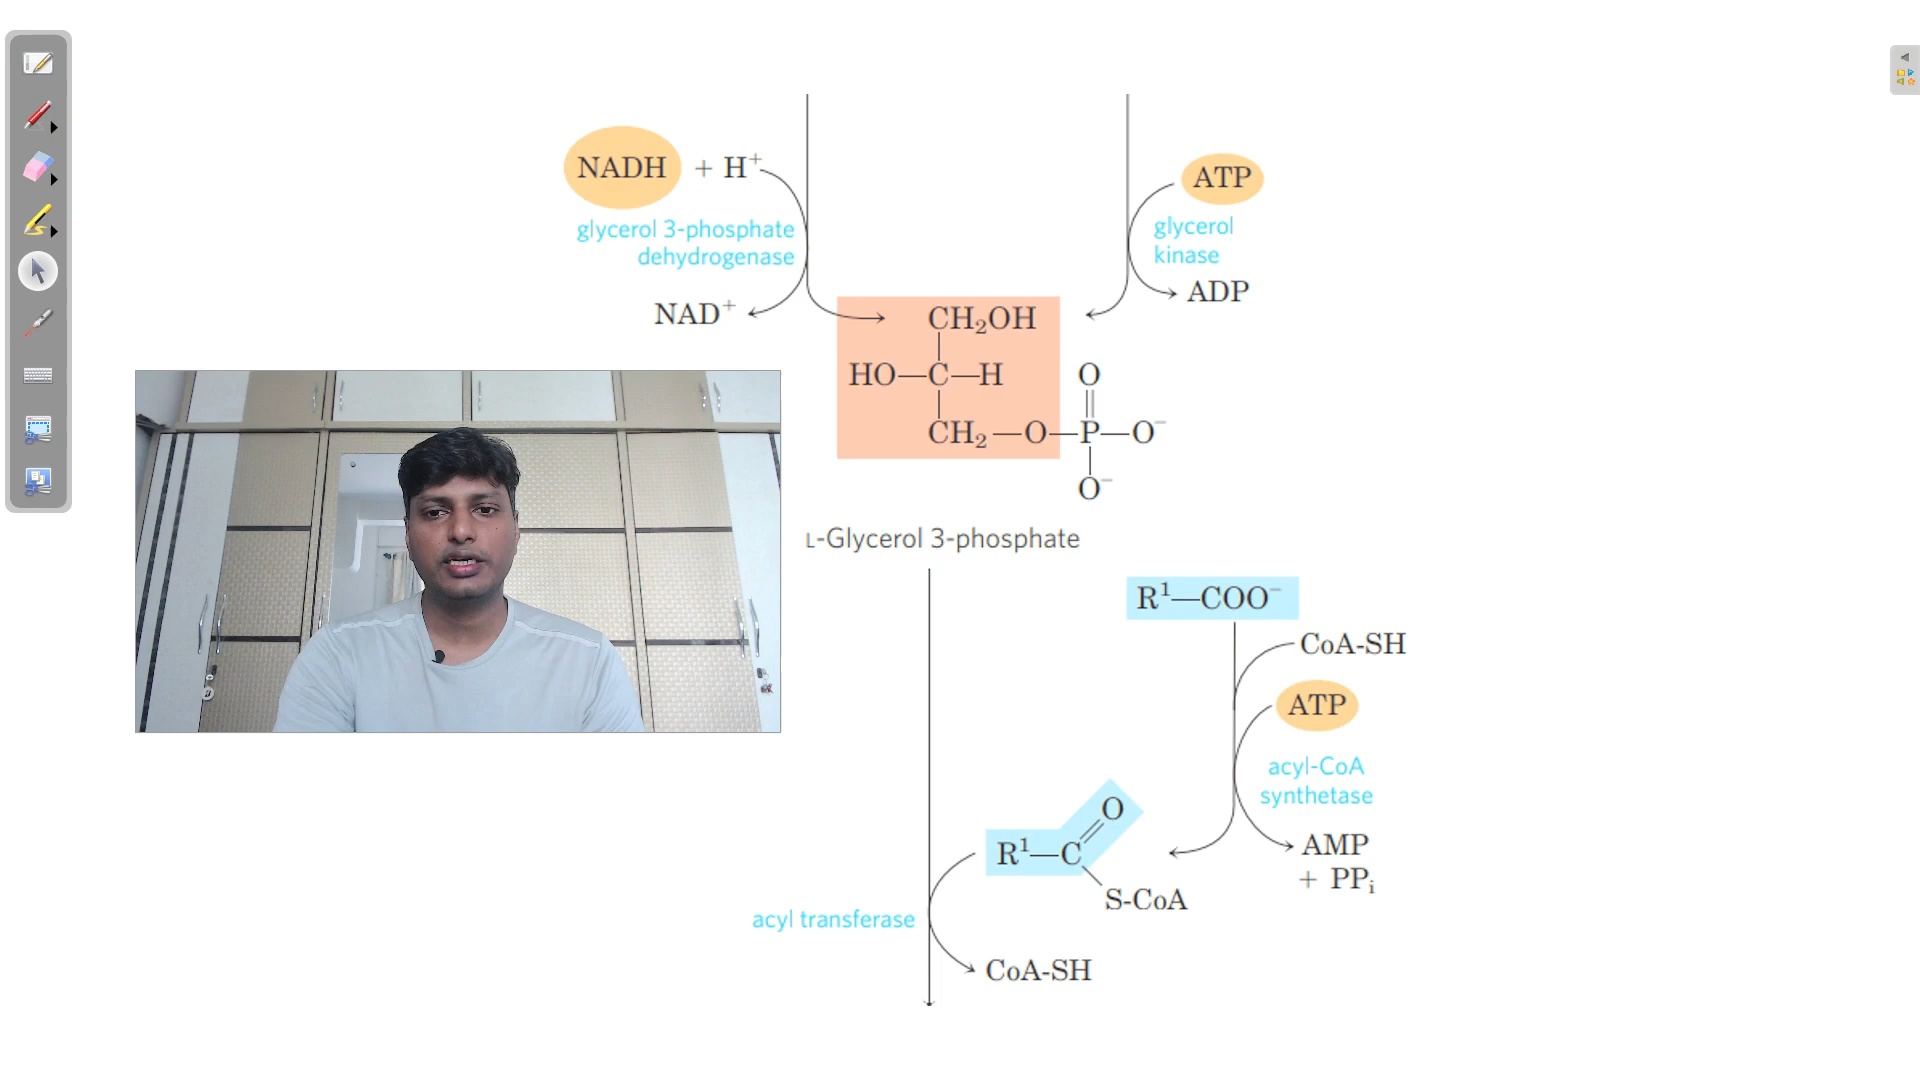 NADH + H⁺
ATP
glycerol 3-phosphate
dehydrogenase
glycerol
kinase
NAD⁺
ADP
CH₂OH
HO—C—H
O
CH₂—O—P—O⁻
O⁻
L-Glycerol 3-phosphate
R¹—COO⁻
CoA-SH
ATP
acyl-CoA
synthetase
O
R¹—C
S-CoA
AMP
+ PPᵢ
acyl transferase
CoA-SH